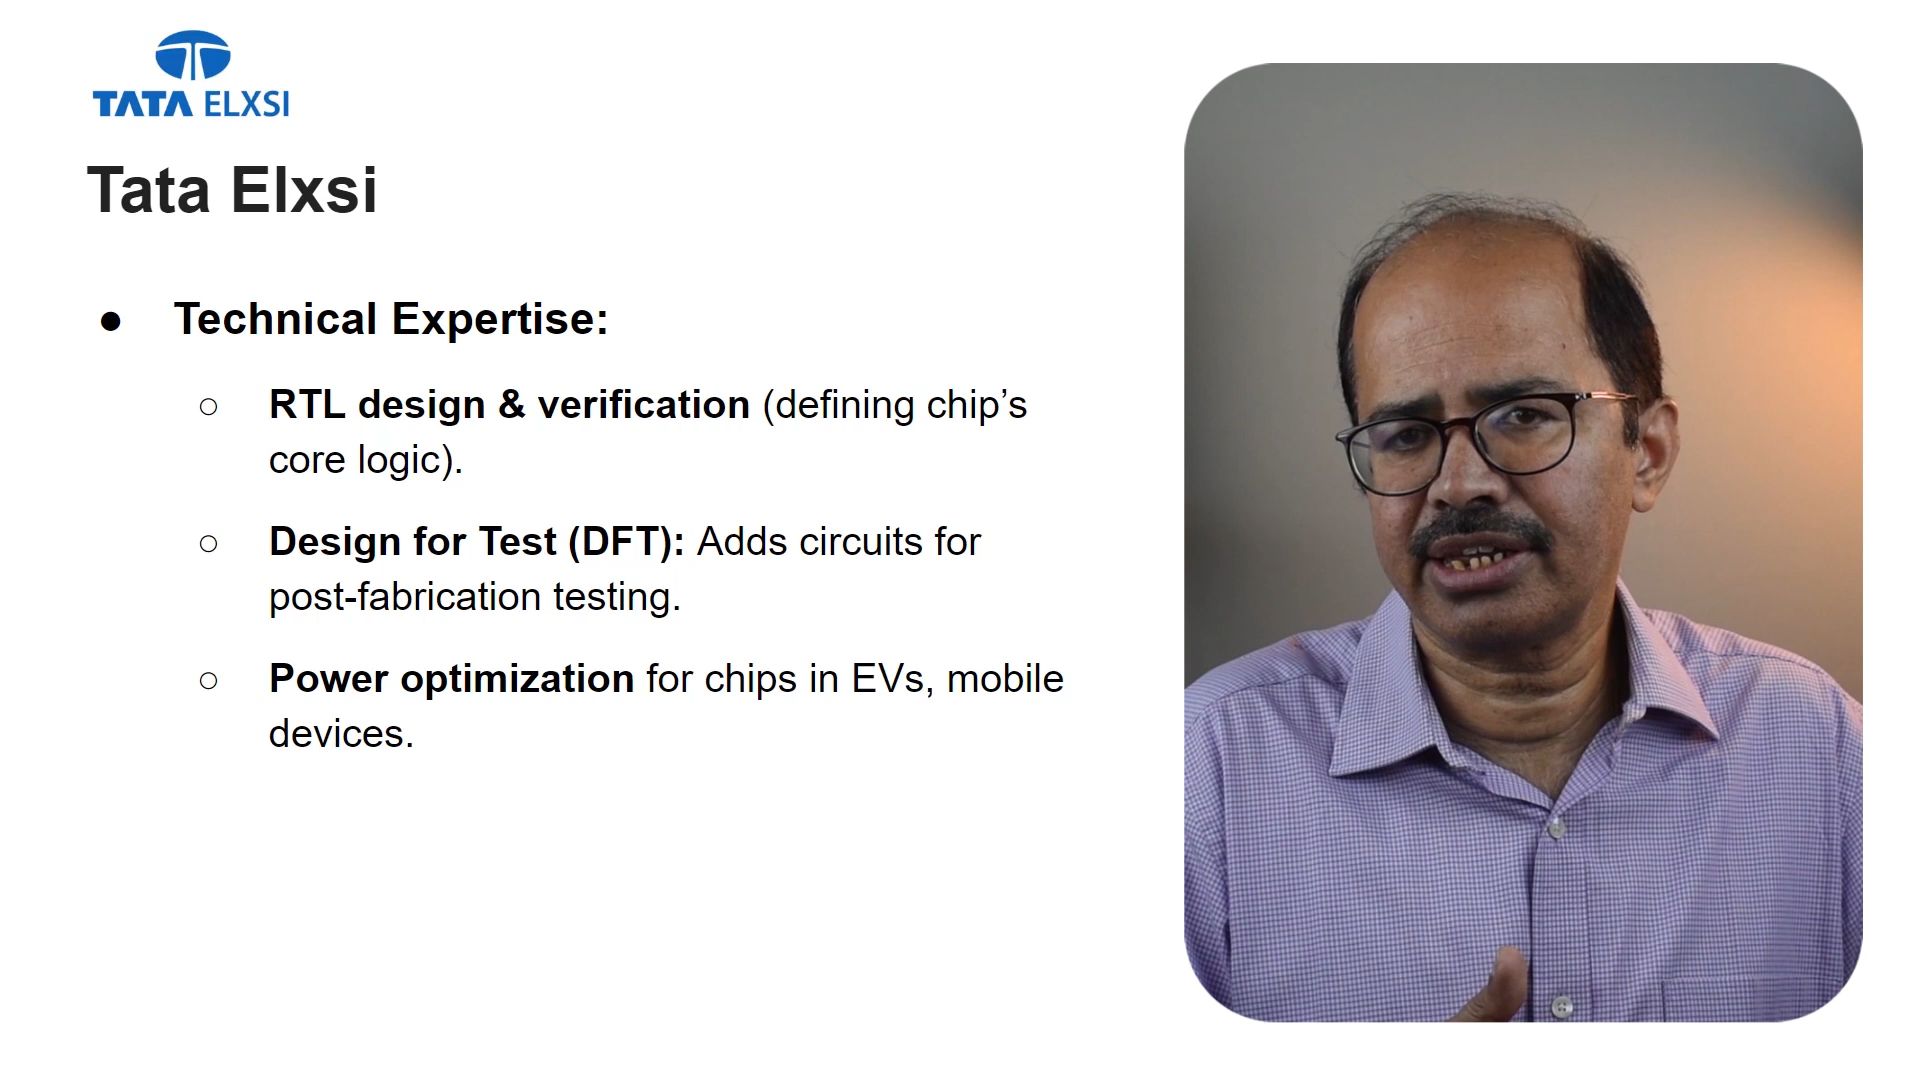 TATA ELXSI
Tata Elxsi
● Technical Expertise:
○ RTL design & verification (defining chip’s
core logic).
○ Design for Test (DFT): Adds circuits for
post-fabrication testing.
○ Power optimization for chips in EVs, mobile
devices.